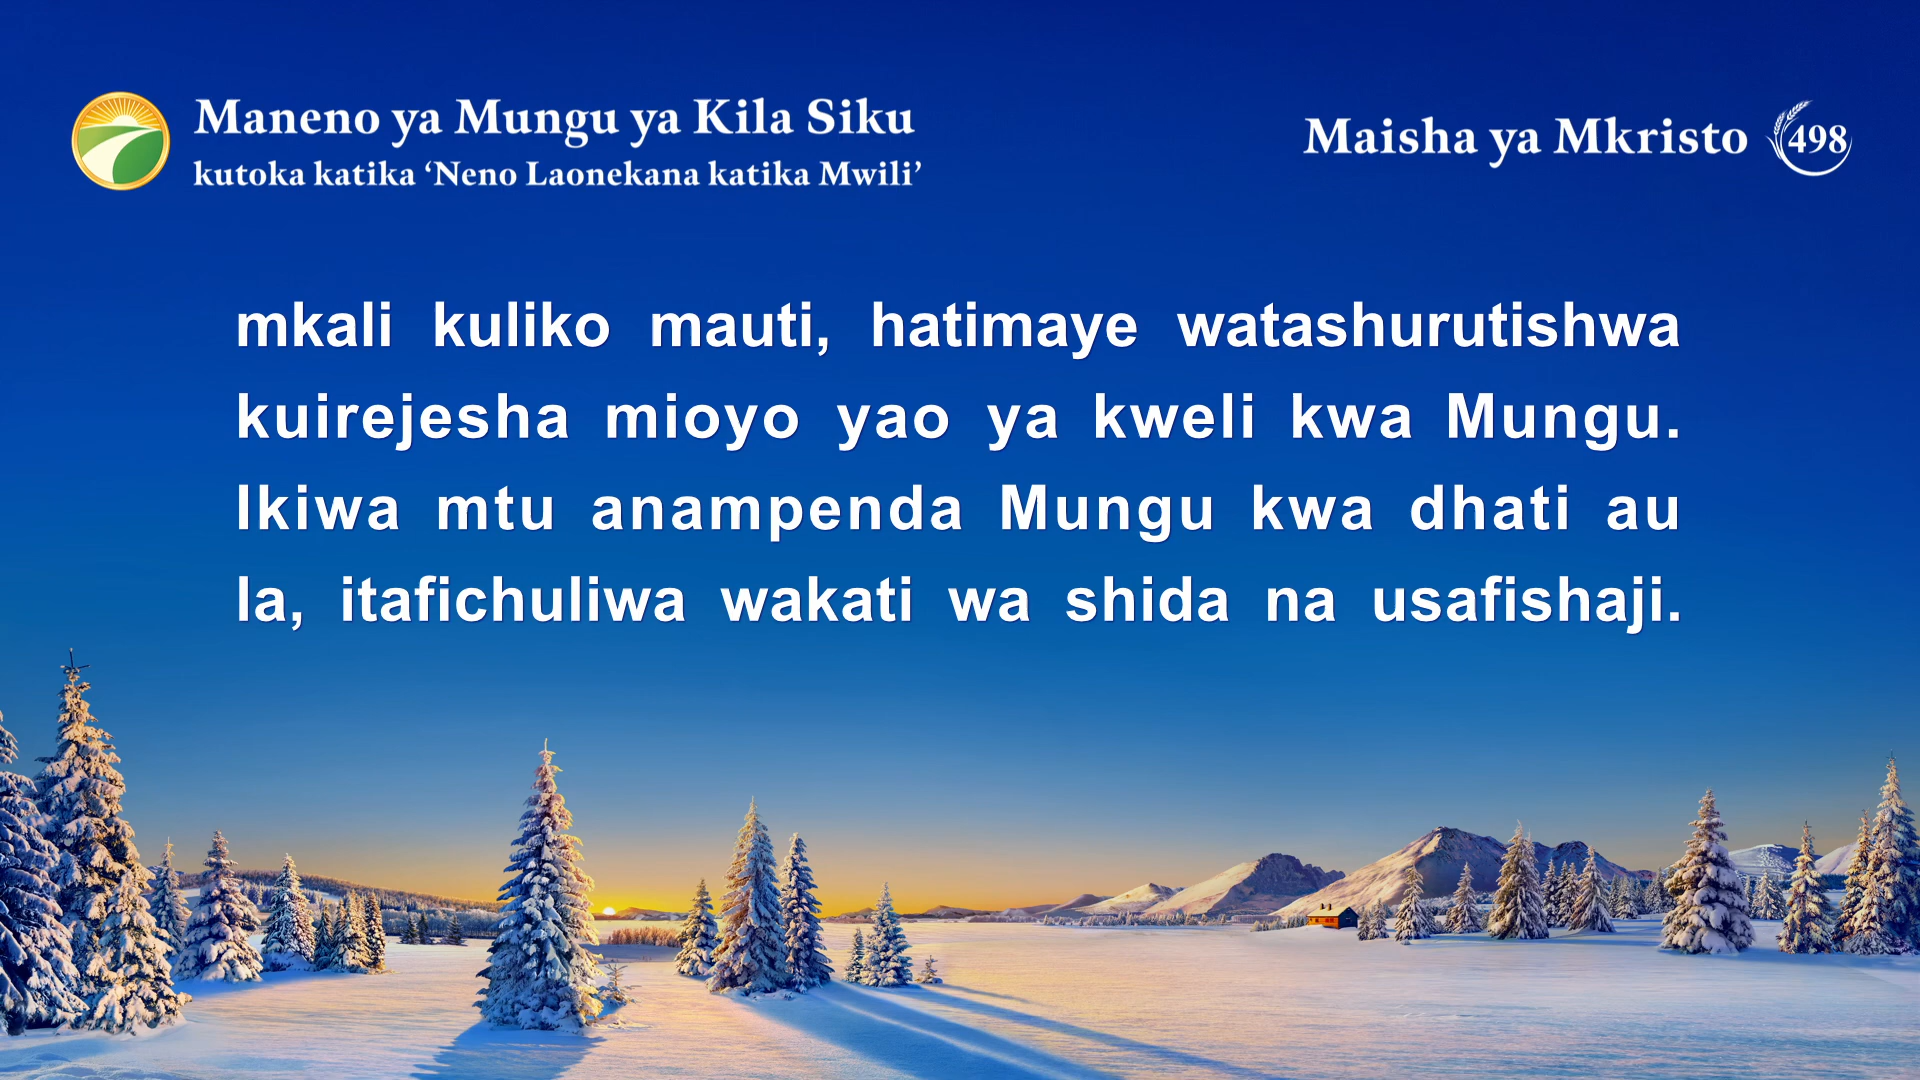 Maneno ya Mungu ya Kila Siku
kutoka katika ‘Neno Laonekana katika Mwili’
Maisha ya Mkristo 498
mkali kuliko mauti, hatimaye watashurutishwa
kuirejesha mioyo yao ya kweli kwa Mungu.
Ikiwa mtu anampenda Mungu kwa dhati au
la, itafichuliwa wakati wa shida na usafishaji.